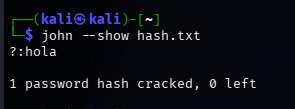 ┌──(kali㉿kali)-[~]
└─$ john --show hash.txt
?:hola
1 password hash cracked, 0 left